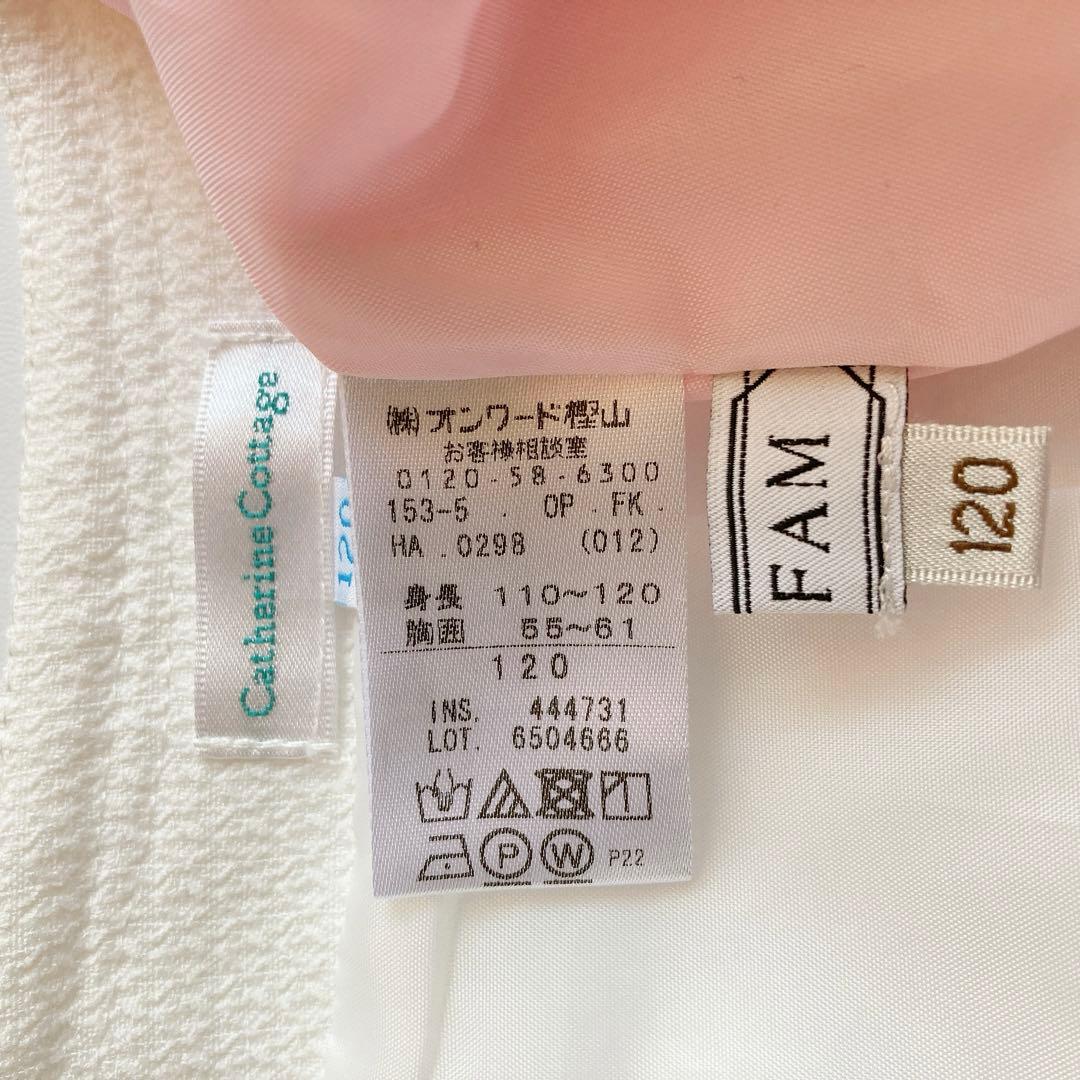 Catherine Cottage
120
(株)オンワード樫山
お客様相談室
0120-58-6300
153-5 . OP . FK .
HA . 0298 (012)
身長 110〜120
胸囲 55〜61
120
INS. 444731
LOT. 6504666
P
W
P22
FAM
120